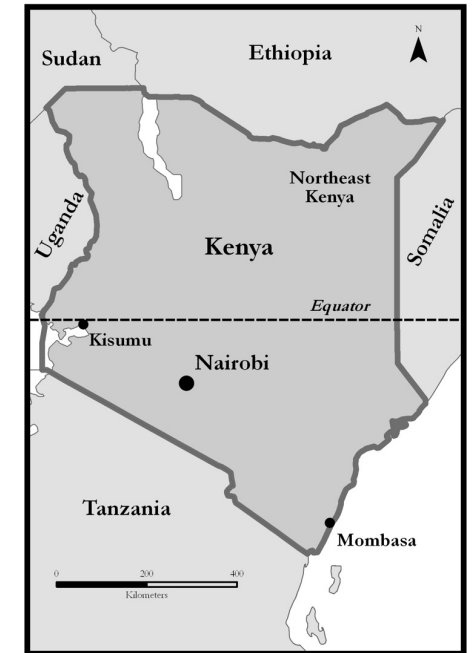 N
Sudan
Ethiopia
Northeast
Kenya
Uganda
Somalia
Kenya
Equator
Kisumu
Nairobi
Tanzania
Mombasa
0 200 400
Kilometers